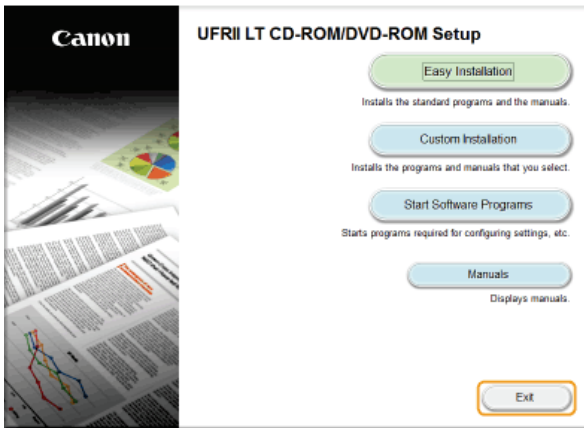 Canon
UFRII LT CD-ROM/DVD-ROM Setup
Easy Installation
Installs the standard programs and the manuals.
Custom Installation
Installs the programs and manuals that you select.
Start Software Programs
Starts programs required for configuring settings, etc.
Manuals
Displays manuals.
Exit